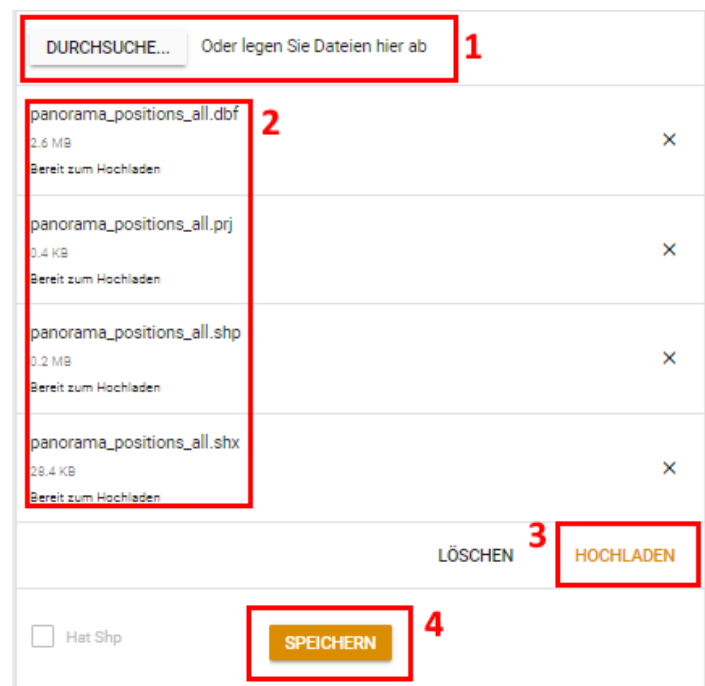 DURCHSUCHE... Oder legen Sie Dateien hier ab 1
panorama_positions_all.dbf 2
2.6 MB
Bereit zum Hochladen
panorama_positions_all.prj
0.4 KB
Bereit zum Hochladen
panorama_positions_all.shp
0.2 MB
Bereit zum Hochladen
panorama_positions_all.shx
28.4 KB
Bereit zum Hochladen
LÖSCHEN 3 HOCHLADEN
Hat Shp SPEICHERN 4